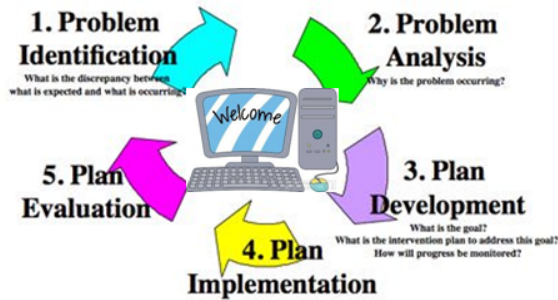 1. Problem
Identification
What is the discrepancy between
what is expected and what is occurring?
2. Problem
Analysis
Why is the problem occurring?
Welcome
3. Plan
Development
What is the goal?
What is the intervention plan to address this goal?
How will progress be monitored?
4. Plan
Implementation
5. Plan
Evaluation